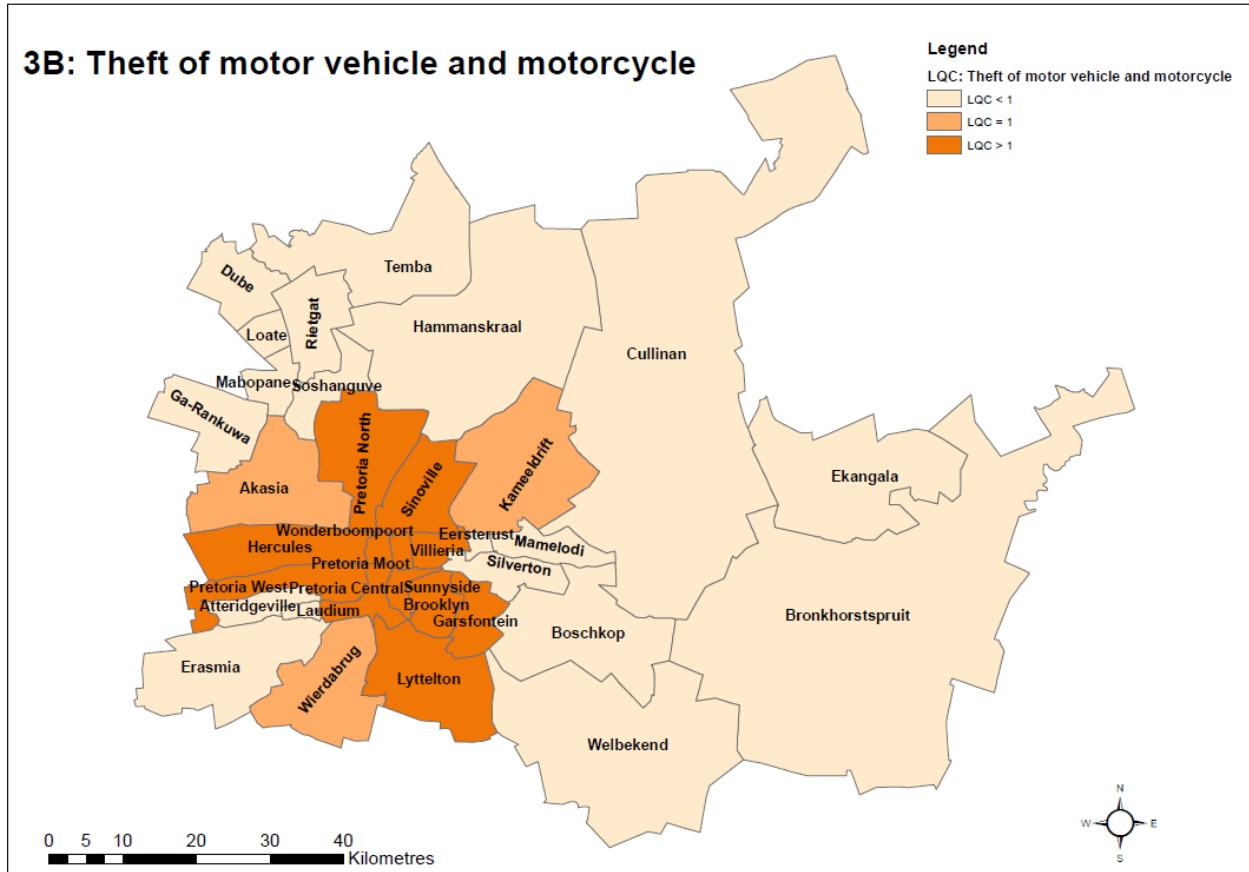 3B: Theft of motor vehicle and motorcycle
Legend
LQC: Theft of motor vehicle and motorcycle
LQC < 1
LQC = 1
LQC > 1
Temba
Dube
Rietgat
Loate
Hammanskraal
Cullinan
Mabopane
Soshanguve
Ga-Rankuwa
Pretoria North
Sinoville
Kameeldrift
Ekangala
Akasia
Wonderboompoort
Eersterust
Mamelodi
Hercules
Villieria
Pretoria Moot
Silverton
Pretoria West
Pretoria Central
Sunnyside
Atteridgeville
Laudium
Brooklyn
Garsfontein
Bronkhorstspruit
Boschkop
Erasmia
Wierdabrug
Lyttelton
Welbekend
N
W
E
S
0 5 10 20 30 40
Kilometres